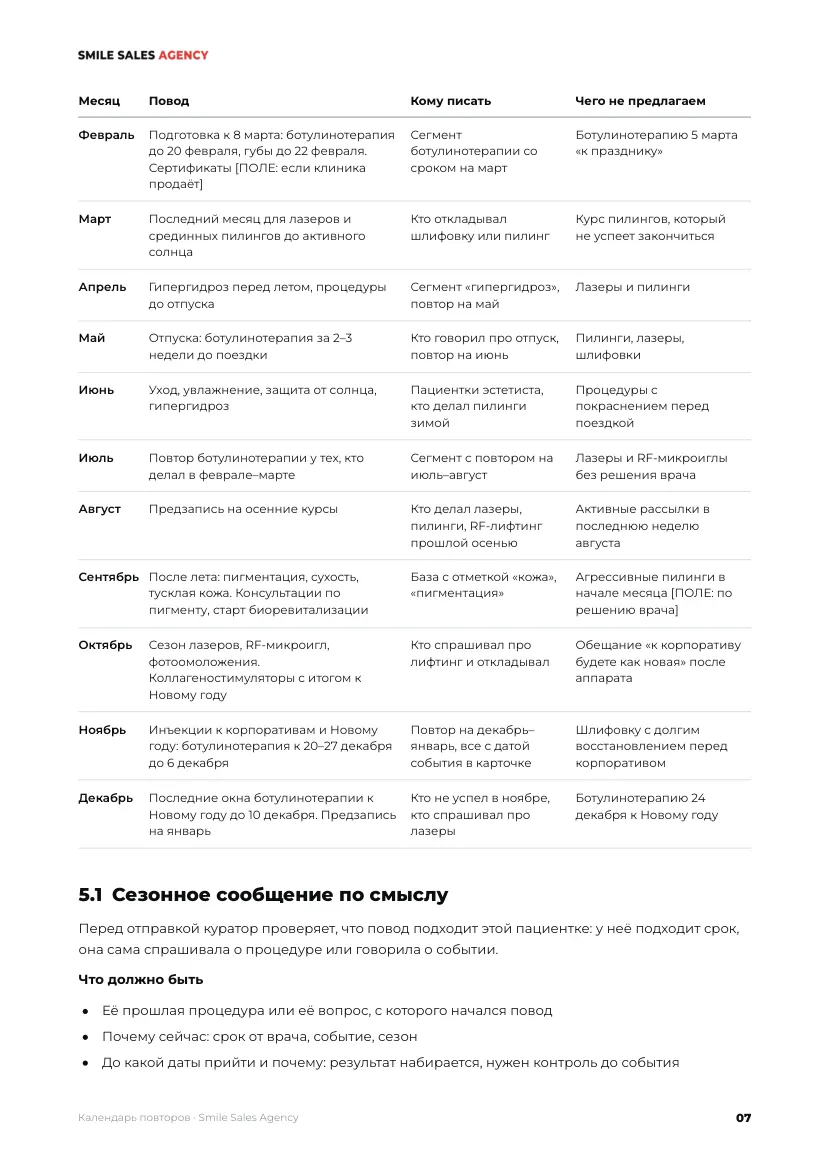 SMILE SALES AGENCY
Месяц Повод Кому писать Чего не предлагаем
Февраль Подготовка к 8 марта: ботулинотерапия Сегмент Ботулинотерапию 5 марта
до 20 февраля, губы до 22 февраля. ботулинотерапии со «к празднику»
Сертификаты [ПОЛЕ: если клиника сроком на март
продаёт]
Март Последний месяц для лазеров и Кто откладывал Курс пилингов, который
срединных пилингов до активного шлифовку или пилинг не успеет закончиться
солнца
Апрель Гипергидроз перед летом, процедуры Сегмент «гипергидроз», Лазеры и пилинги
до отпуска повтор на май
Май Отпуска: ботулинотерапия за 2–3 Кто говорил про отпуск, Пилинги, лазеры,
недели до поездки повтор на июнь шлифовки
Июнь Уход, увлажнение, защита от солнца, Пациентки эстетиста, Процедуры с
гипергидроз кто делал пилинги покраснением перед
зимой поездкой
Июль Повтор ботулинотерапии у тех, кто Сегмент с повтором на Лазеры и RF-микроиглы
делал в феврале–марте июль–август без решения врача
Август Предзапись на осенние курсы Кто делал лазеры, Активные рассылки в
пилинги, RF-лифтинг последнюю неделю
прошлой осенью августа
Сентябрь После лета: пигментация, сухость, База с отметкой «кожа», Агрессивные пилинги в
тусклая кожа. Консультации по «пигментация» начале месяца [ПОЛЕ: по
пигменту, старт биоревитализации решению врача]
Октябрь Сезон лазеров, RF-микроигл, Кто спрашивал про Обещание «к корпоративу
фотоомоложения. лифтинг и откладывал будете как новая» после
Коллагеностимуляторы с итогом к аппарата
Новому году
Ноябрь Инъекции к корпоративам и Новому Повтор на декабрь– Шлифовку с долгим
году: ботулинотерапия к 20–27 декабря январь, все с датой восстановлением перед
до 6 декабря события в карточке корпоративом
Декабрь Последние окна ботулинотерапии к Кто не успел в ноябре, Ботулинотерапию 24
Новому году до 10 декабря. Предзапись кто спрашивал про декабря к Новому году
на январь лазеры
5.1 Сезонное сообщение по смыслу
Перед отправкой куратор проверяет, что повод подходит этой пациентке: у неё подходит срок,
она сама спрашивала о процедуре или говорила о событии.
Что должно быть
• Её прошлая процедура или её вопрос, с которого начался повод
• Почему сейчас: срок от врача, событие, сезон
• До какой даты прийти и почему: результат набирается, нужен контроль до события
Календарь повторов · Smile Sales Agency 07